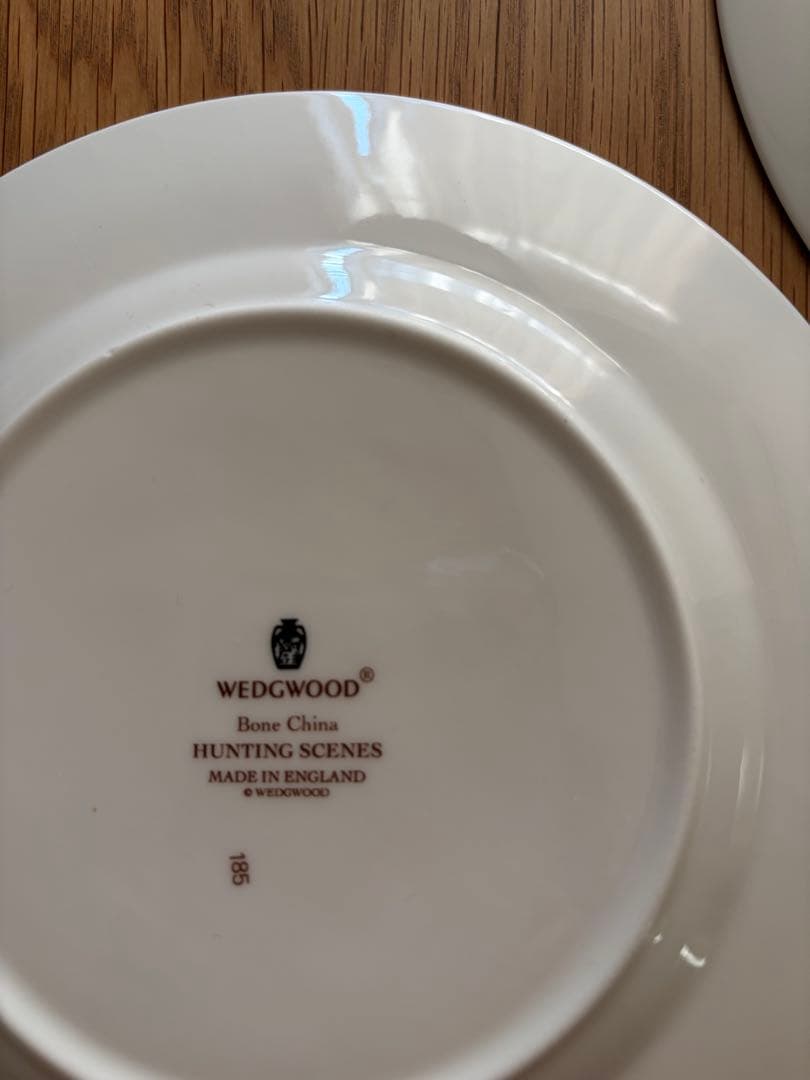 WEDGWOOD®
Bone China
HUNTING SCENES
MADE IN ENGLAND
© WEDGWOOD
185